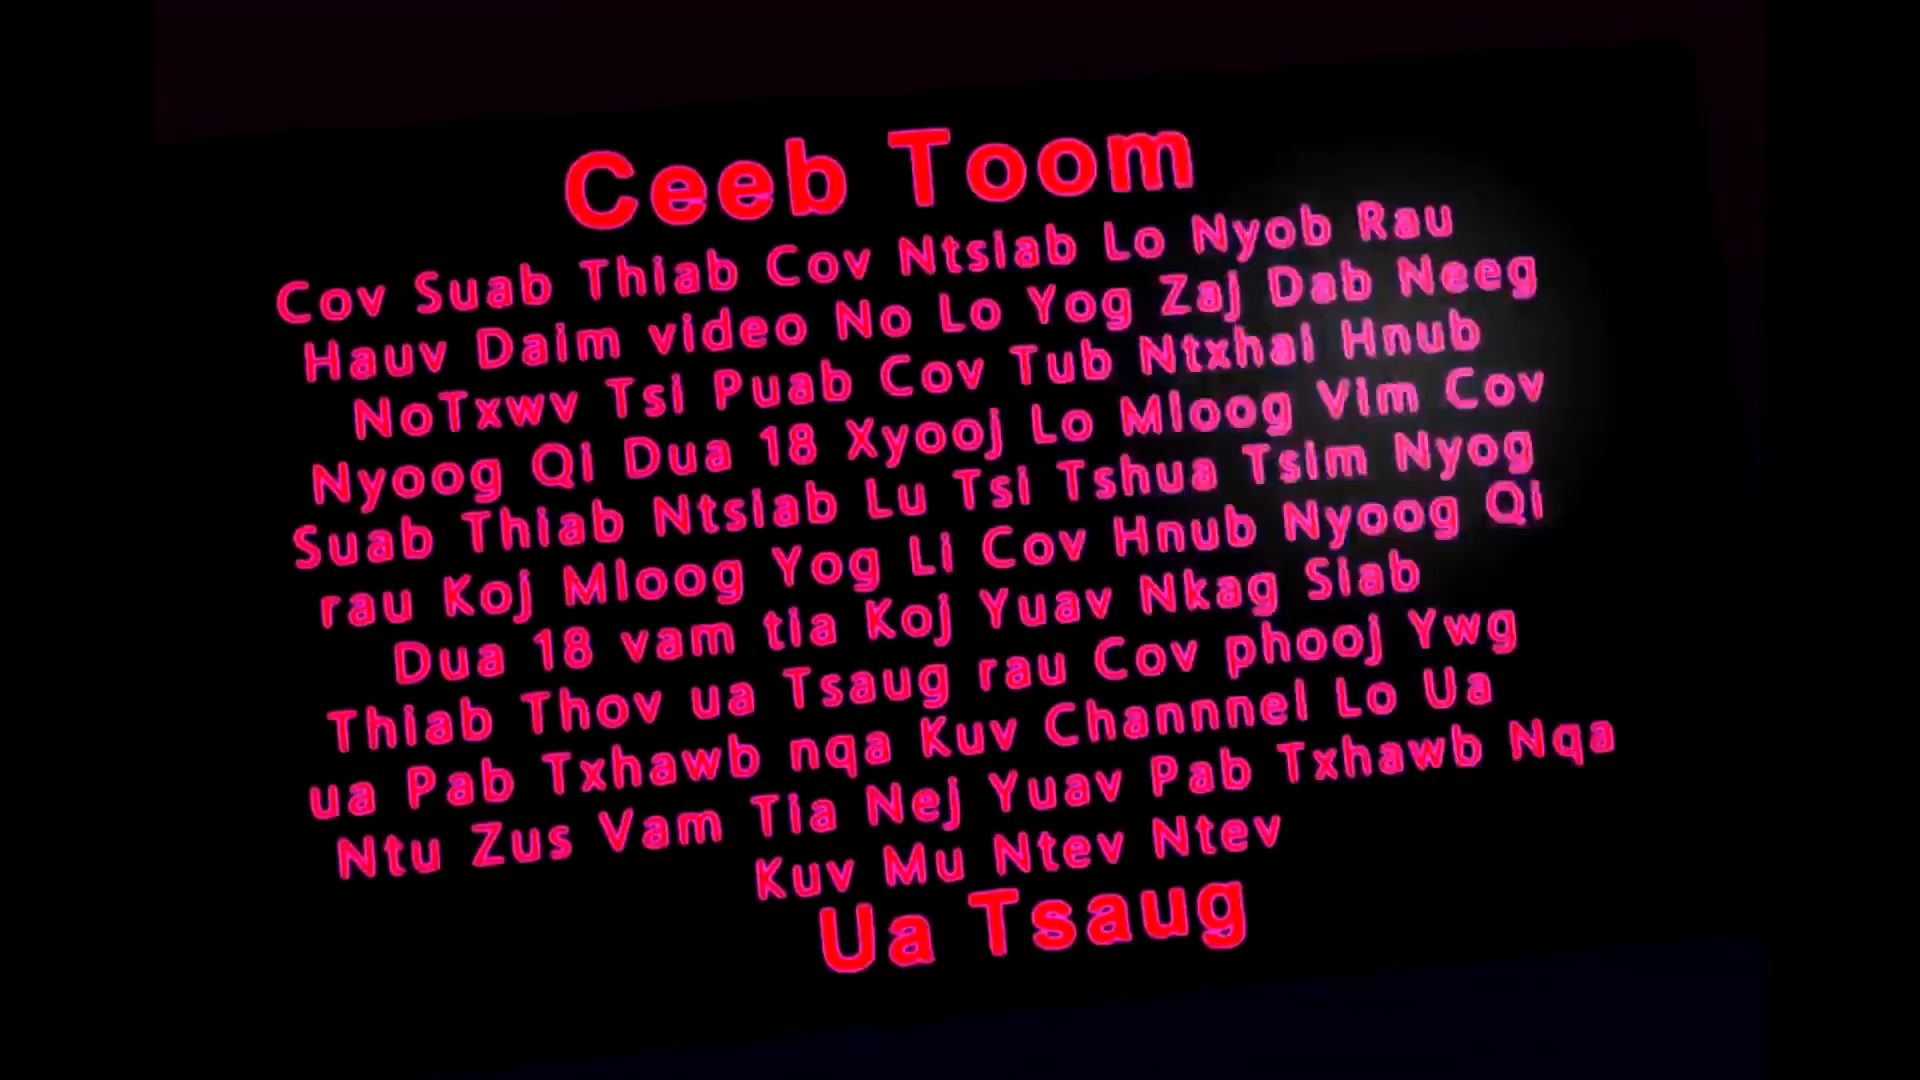 Ceeb Toom
Cov Suab Thiab Cov Ntsiab Lo Nyob Rau
Hauv Daim video No Lo Yog Zaj Dab Neeg
NoTxwv Tsi Puab Cov Tub Ntxhai Hnub
Nyoog Qi Dua 18 Xyooj Lo Mloog Vim Cov
Suab Thiab Ntsiab Lu Tsi Tshua Tsim Nyog
rau Koj Mloog Yog Li Cov Hnub Nyoog Qi
Dua 18 vam tia Koj Yuav Nkag Siab
Thiab Thov ua Tsaug rau Cov phooj Ywg
ua Pab Txhawb nqa Kuv Channnel Lo Ua
Ntu Zus Vam Tia Nej Yuav Pab Txhawb Nqa
Kuv Mu Ntev Ntev
Ua Tsaug